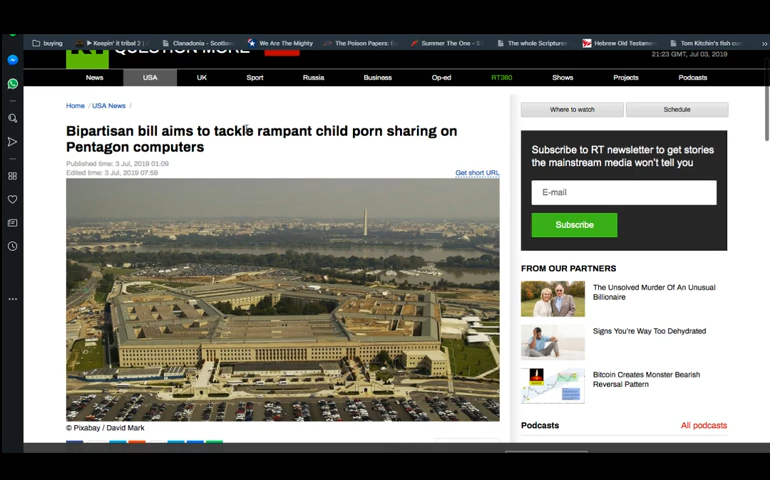 buying
Keepin' it tribal 2 |
Clanadonia - Scotlan
We Are The Mighty
The Poison Papers:
Summer The One - S
The whole Scripture
Hebrew Old Testame
Tom Kitchin's fish
QUESTION MORE
21:23 GMT, Jul 03, 2019
News
USA
UK
Sport
Russia
Business
Op-ed
RT360
Shows
Projects
Podcasts
Home / USA News /
Where to watch
Schedule
Bipartisan bill aims to tackle rampant child porn sharing on
Pentagon computers
Published time: 3 Jul, 2019 01:09
Edited time: 3 Jul, 2019 07:58
Get short URL
Subscribe to RT newsletter to get stories
the mainstream media won't tell you
E-mail
Subscribe
FROM OUR PARTNERS
The Unsolved Murder Of An Unusual
Billionaire
Signs You're Way Too Dehydrated
Bitcoin Creates Monster Bearish
Reversal Pattern
© Pixabay / David Mark
Podcasts
All podcasts